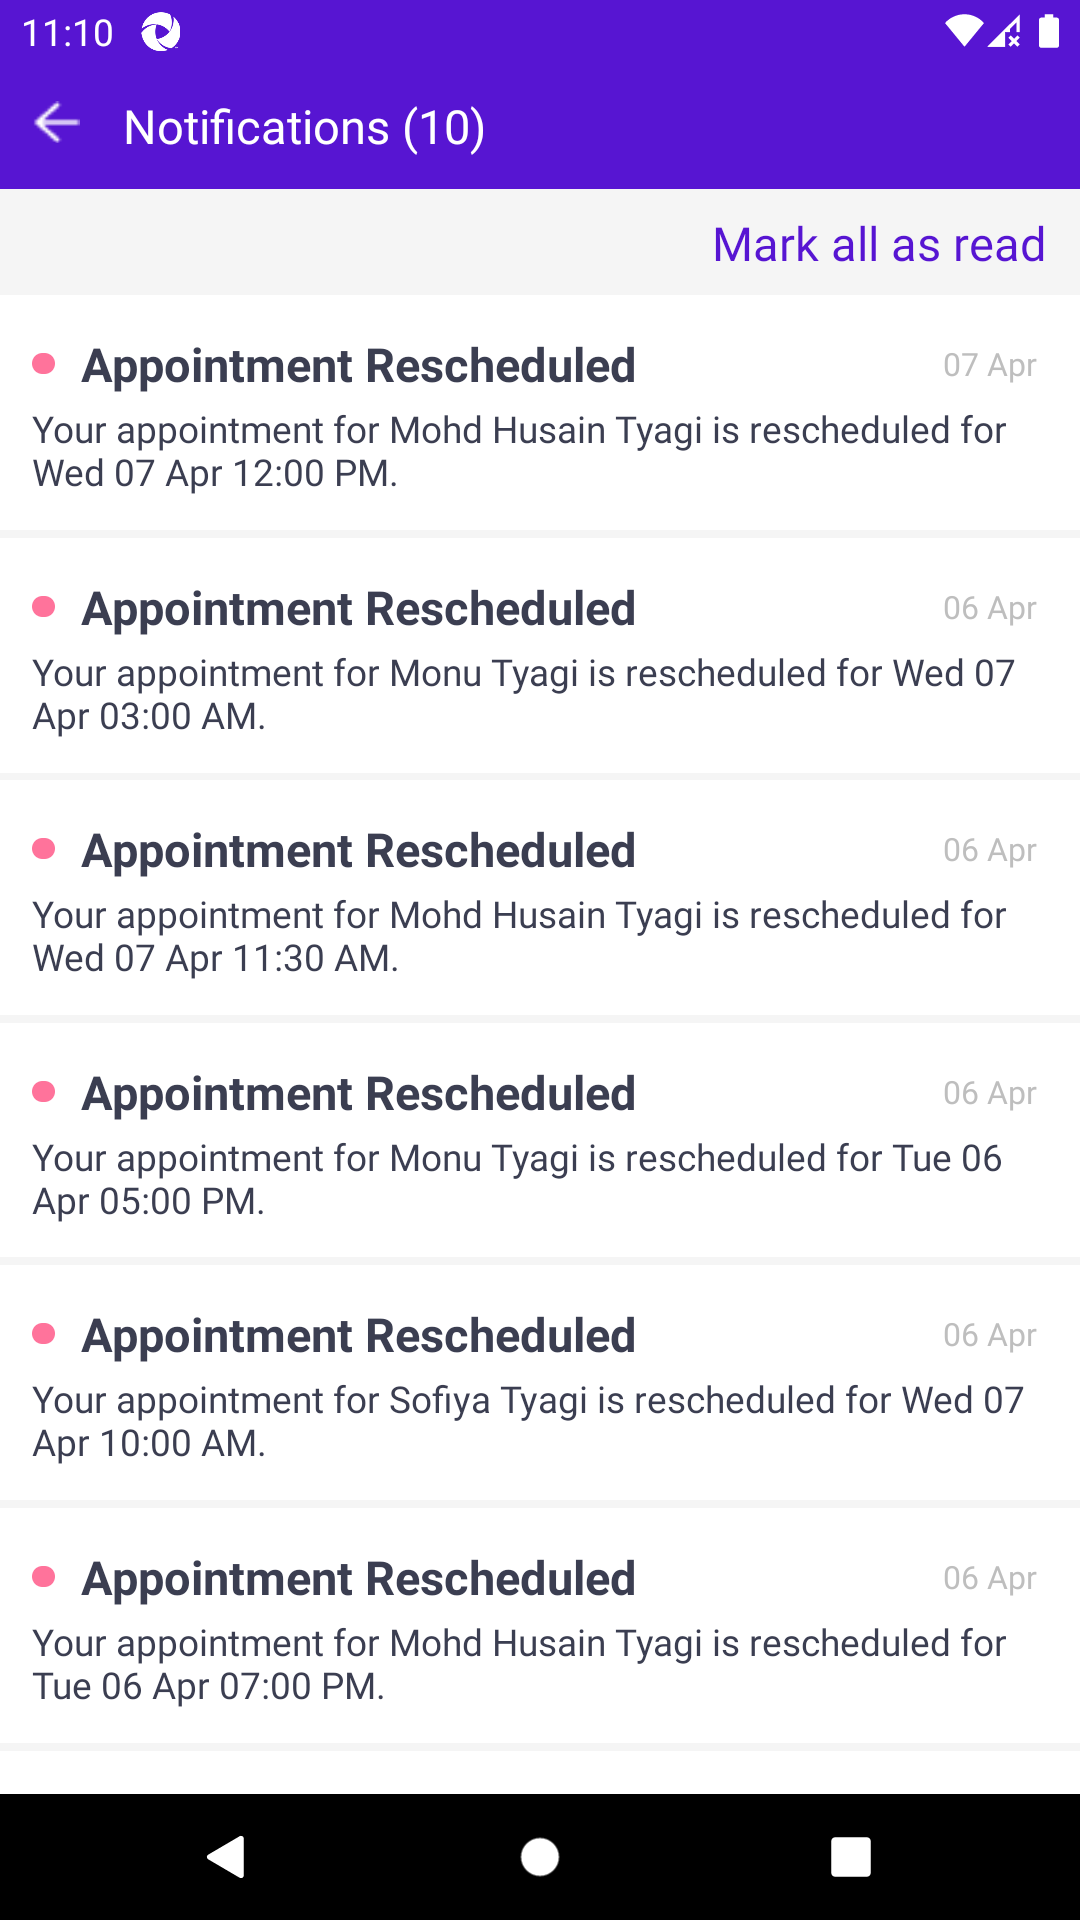 11:10
Notifications (10)
Mark all as read
Appointment Rescheduled 07 Apr
Your appointment for Mohd Husain Tyagi is rescheduled for
Wed 07 Apr 12:00 PM.
Appointment Rescheduled 06 Apr
Your appointment for Monu Tyagi is rescheduled for Wed 07
Apr 03:00 AM.
Appointment Rescheduled 06 Apr
Your appointment for Mohd Husain Tyagi is rescheduled for
Wed 07 Apr 11:30 AM.
Appointment Rescheduled 06 Apr
Your appointment for Monu Tyagi is rescheduled for Tue 06
Apr 05:00 PM.
Appointment Rescheduled 06 Apr
Your appointment for Sofiya Tyagi is rescheduled for Wed 07
Apr 10:00 AM.
Appointment Rescheduled 06 Apr
Your appointment for Mohd Husain Tyagi is rescheduled for
Tue 06 Apr 07:00 PM.